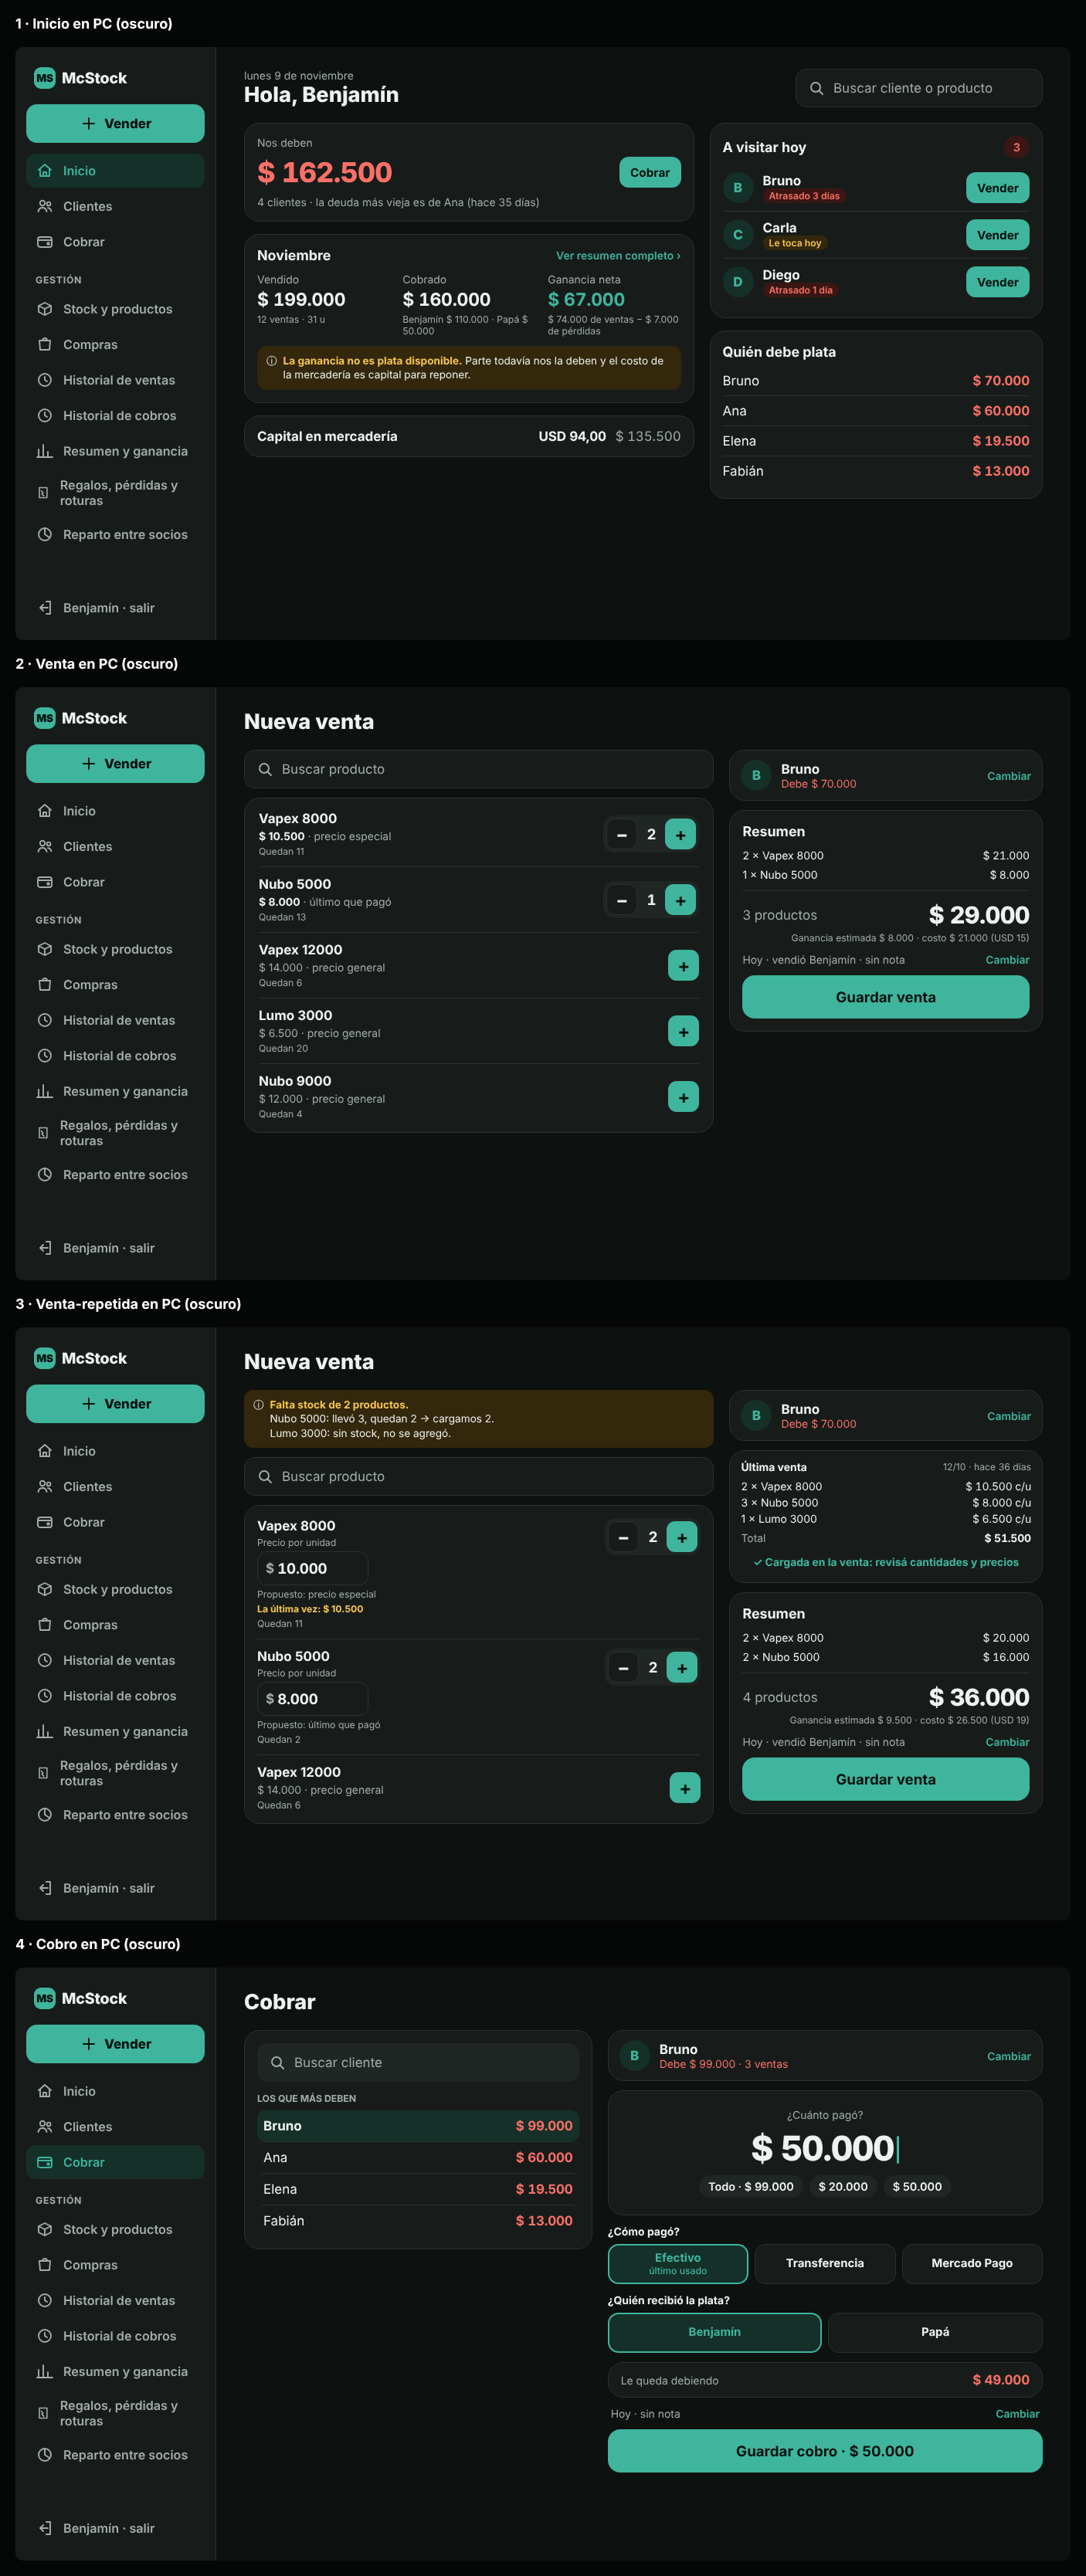 1 · Inicio en PC (oscuro)
MS McStock
+ Vender
Inicio
Clientes
Cobrar
GESTIÓN
Stock y productos
Compras
Historial de ventas
Historial de cobros
Resumen y ganancia
Regalos, pérdidas y
roturas
Reparto entre socios
Benjamín · salir
lunes 9 de noviembre
Hola, Benjamín
Buscar cliente o producto
Nos deben
$ 162.500
Cobrar
4 clientes · la deuda más vieja es de Ana (hace 35 días)
Noviembre
Ver resumen completo ›
Vendido
$ 199.000
12 ventas · 31 u
Cobrado
$ 160.000
Benjamín $ 110.000 · Papá $
50.000
Ganancia neta
$ 67.000
$ 74.000 de ventas − $ 7.000
de pérdidas
ⓘ La ganancia no es plata disponible. Parte todavía nos la deben y el costo de
la mercadería es capital para reponer.
Capital en mercadería USD 94,00 $ 135.500
A visitar hoy 3
B Bruno
Atrasado 3 días
Vender
C Carla
Le toca hoy
Vender
D Diego
Atrasado 1 día
Vender
Quién debe plata
Bruno $ 70.000
Ana $ 60.000
Elena $ 19.500
Fabián $ 13.000
2 · Venta en PC (oscuro)
MS McStock
+ Vender
Inicio
Clientes
Cobrar
GESTIÓN
Stock y productos
Compras
Historial de ventas
Historial de cobros
Resumen y ganancia
Regalos, pérdidas y
roturas
Reparto entre socios
Benjamín · salir
Nueva venta
Buscar producto
Vapex 8000
$ 10.500 · precio especial
Quedan 11
− 2 +
Nubo 5000
$ 8.000 · último que pagó
Quedan 13
− 1 +
Vapex 12000
$ 14.000 · precio general
Quedan 6
+
Lumo 3000
$ 6.500 · precio general
Quedan 20
+
Nubo 9000
$ 12.000 · precio general
Quedan 4
+
B Bruno
Debe $ 70.000
Cambiar
Resumen
2 × Vapex 8000 $ 21.000
1 × Nubo 5000 $ 8.000
3 productos $ 29.000
Ganancia estimada $ 8.000 · costo $ 21.000 (USD 15)
Hoy · vendió Benjamín · sin nota Cambiar
Guardar venta
3 · Venta-repetida en PC (oscuro)
MS McStock
+ Vender
Inicio
Clientes
Cobrar
GESTIÓN
Stock y productos
Compras
Historial de ventas
Historial de cobros
Resumen y ganancia
Regalos, pérdidas y
roturas
Reparto entre socios
Benjamín · salir
Nueva venta
ⓘ Falta stock de 2 productos.
Nubo 5000: llevó 3, quedan 2 → cargamos 2.
Lumo 3000: sin stock, no se agregó.
Buscar producto
Vapex 8000
Precio por unidad
$ 10.000
Propuesto: precio especial
La última vez: $ 10.500
Quedan 11
− 2 +
Nubo 5000
Precio por unidad
$ 8.000
Propuesto: último que pagó
Quedan 2
− 2 +
Vapex 12000
$ 14.000 · precio general
Quedan 6
+
B Bruno
Debe $ 70.000
Cambiar
Última venta 12/10 · hace 36 días
2 × Vapex 8000 $ 10.500 c/u
3 × Nubo 5000 $ 8.000 c/u
1 × Lumo 3000 $ 6.500 c/u
Total $ 51.500
✓ Cargada en la venta: revisá cantidades y precios
Resumen
2 × Vapex 8000 $ 20.000
2 × Nubo 5000 $ 16.000
4 productos $ 36.000
Ganancia estimada $ 9.500 · costo $ 26.500 (USD 19)
Hoy · vendió Benjamín · sin nota Cambiar
Guardar venta
4 · Cobro en PC (oscuro)
MS McStock
+ Vender
Inicio
Clientes
Cobrar
GESTIÓN
Stock y productos
Compras
Historial de ventas
Historial de cobros
Resumen y ganancia
Regalos, pérdidas y
roturas
Reparto entre socios
Benjamín · salir
Cobrar
Buscar cliente
LOS QUE MÁS DEBEN
Bruno $ 99.000
Ana $ 60.000
Elena $ 19.500
Fabián $ 13.000
B Bruno
Debe $ 99.000 · 3 ventas
Cambiar
¿Cuánto pagó?
$ 50.000
Todo · $ 99.000 $ 20.000 $ 50.000
¿Cómo pagó?
Efectivo
último usado
Transferencia
Mercado Pago
¿Quién recibió la plata?
Benjamín Papá
Le queda debiendo $ 49.000
Hoy · sin nota Cambiar
Guardar cobro · $ 50.000